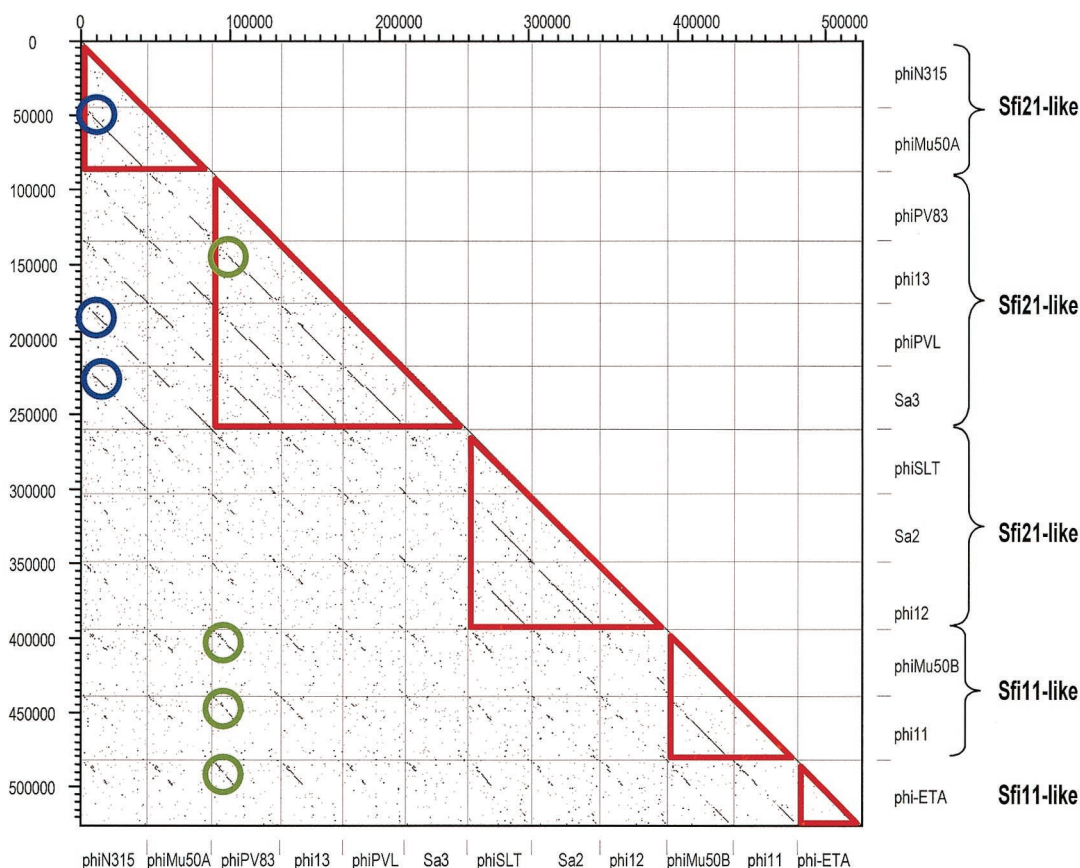 0 100000 200000 300000 400000 500000
0
50000
100000
150000
200000
250000
300000
350000
400000
450000
500000
phiN315
phiMu50A
Sfi21-like
phiPV83
phi13
phiPVL
Sa3
Sfi21-like
phiSLT
Sa2
phi12
Sfi21-like
phiMu50B
phi11
Sfi11-like
phi-ETA
Sfi11-like
phiN315 phiMu50A phiPV83 phi13 phiPVL Sa3 phiSLT Sa2 phi12 phiMu50B phi11 phi-ETA